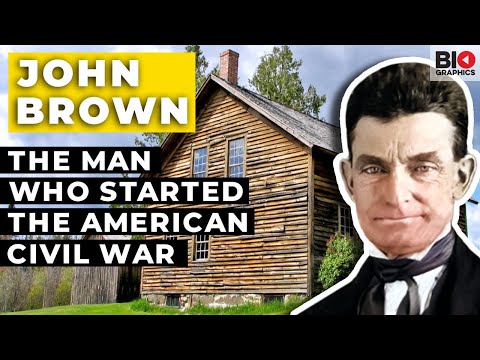 JOHN
BROWN
BIO
GRAPHICS
THE MAN
WHO STARTED
THE AMERICAN
CIVIL WAR